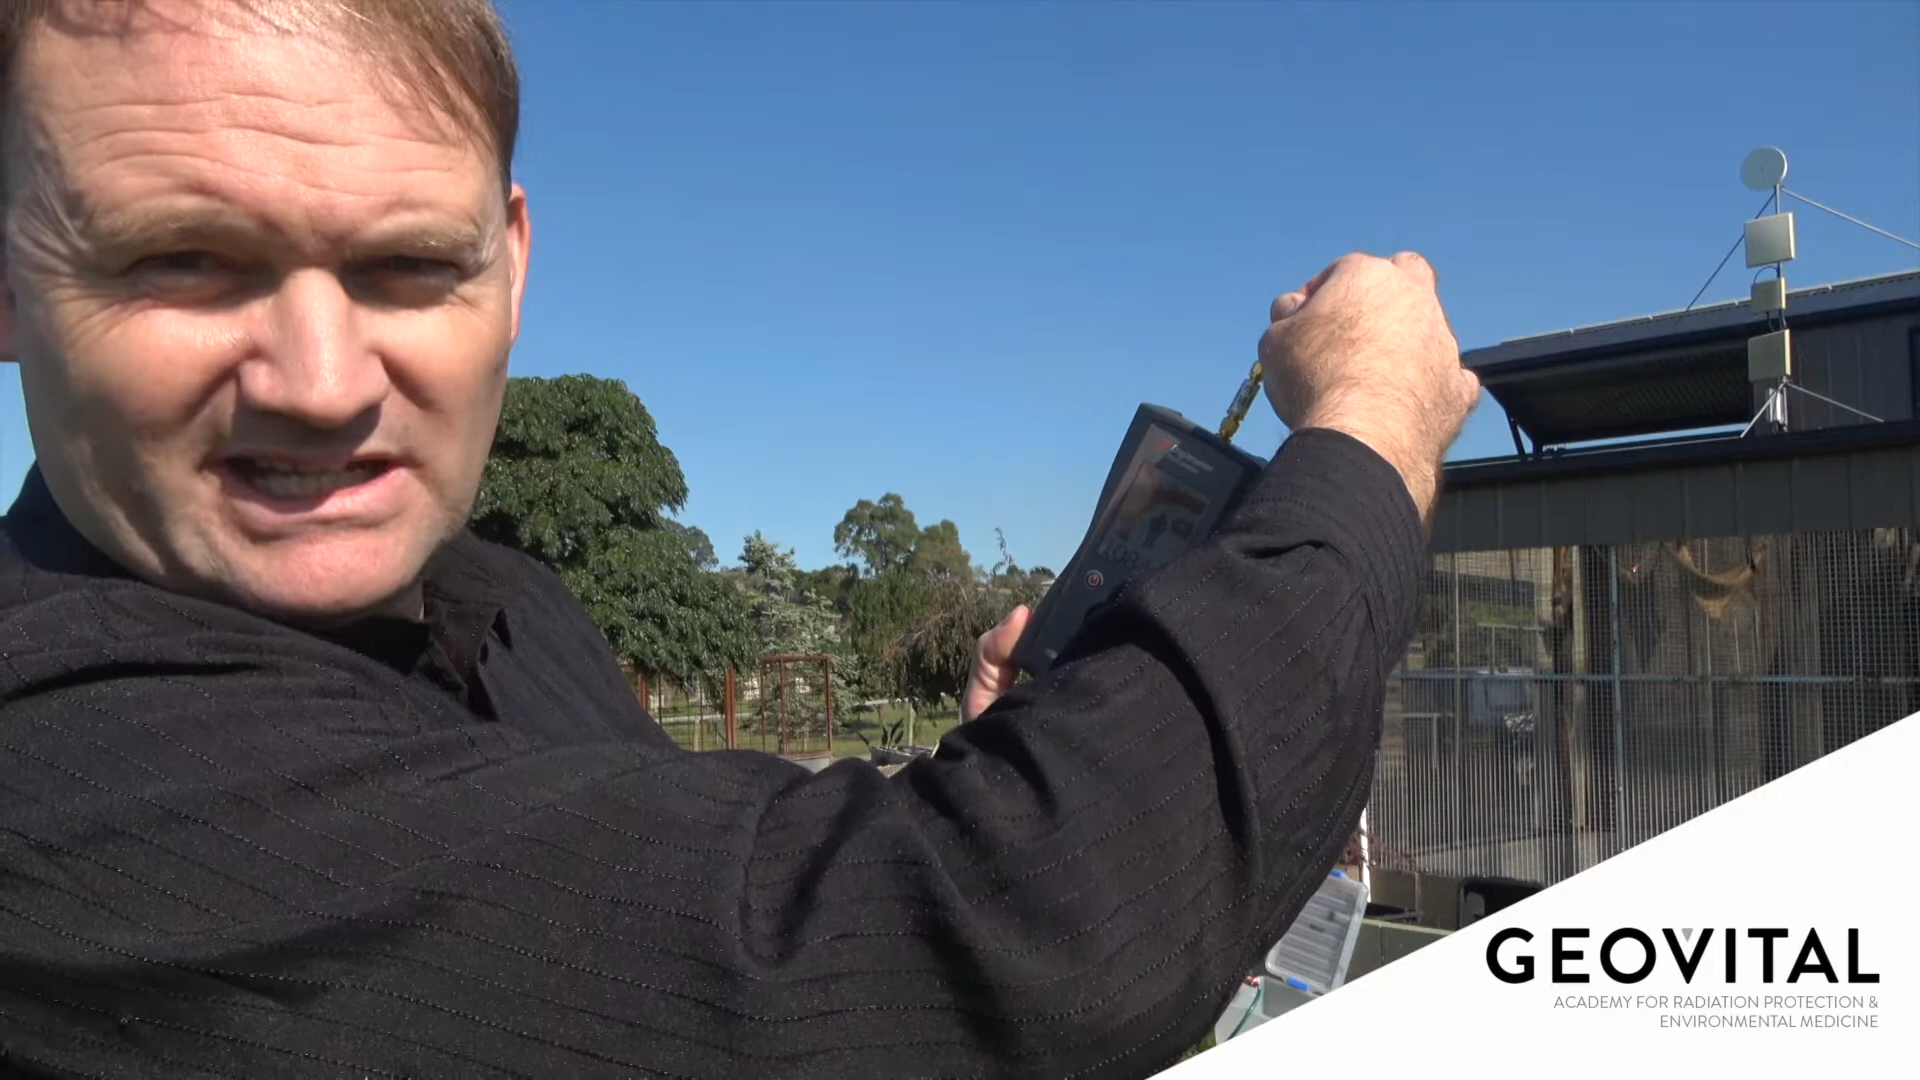 GEOVITAL
ACADEMY FOR RADIATION PROTECTION &
ENVIRONMENTAL MEDICINE